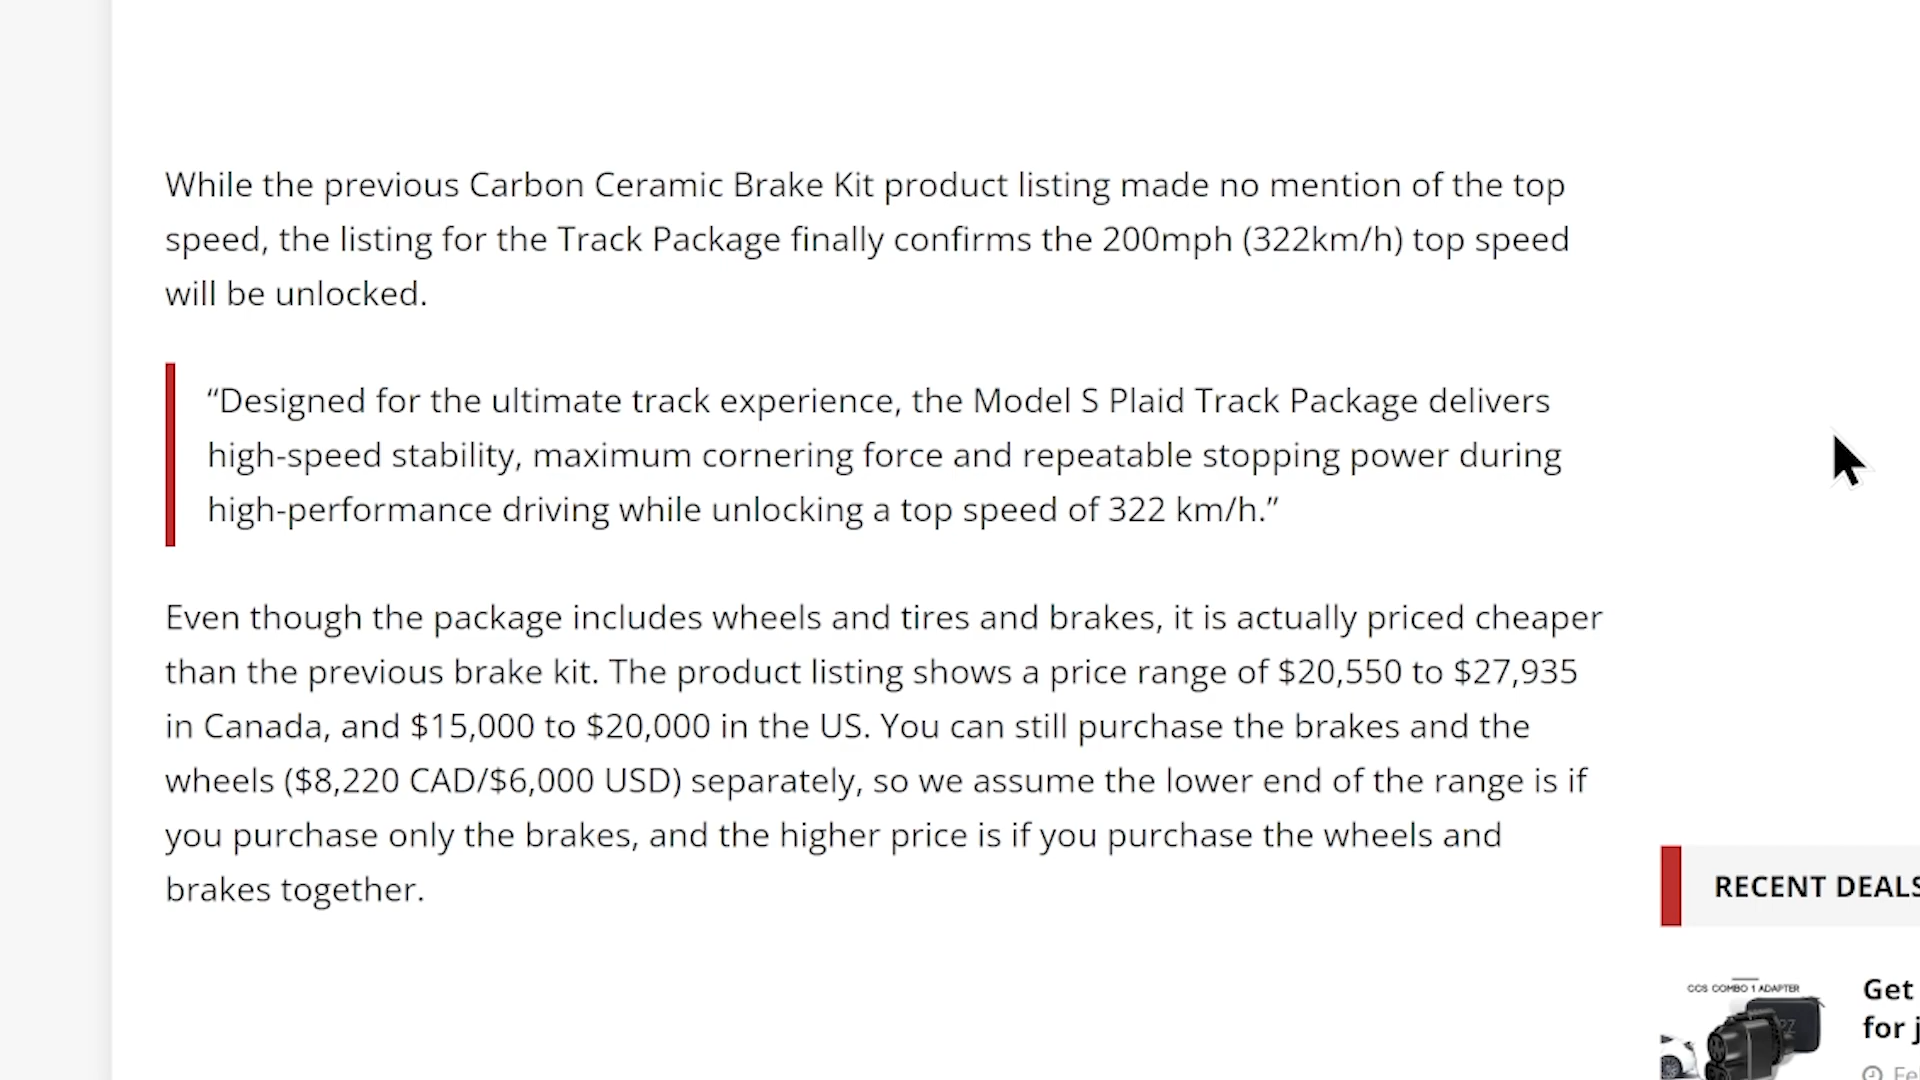 While the previous Carbon Ceramic Brake Kit product listing made no mention of the top
speed, the listing for the Track Package finally confirms the 200mph (322km/h) top speed
will be unlocked.
“Designed for the ultimate track experience, the Model S Plaid Track Package delivers
high-speed stability, maximum cornering force and repeatable stopping power during
high-performance driving while unlocking a top speed of 322 km/h.”
Even though the package includes wheels and tires and brakes, it is actually priced cheaper
than the previous brake kit. The product listing shows a price range of $20,550 to $27,935
in Canada, and $15,000 to $20,000 in the US. You can still purchase the brakes and the
wheels ($8,220 CAD/$6,000 USD) separately, so we assume the lower end of the range is if
you purchase only the brakes, and the higher price is if you purchase the wheels and
brakes together.
RECENT DEALS
CCS COMBO 1 ADAPTER
Get
for j